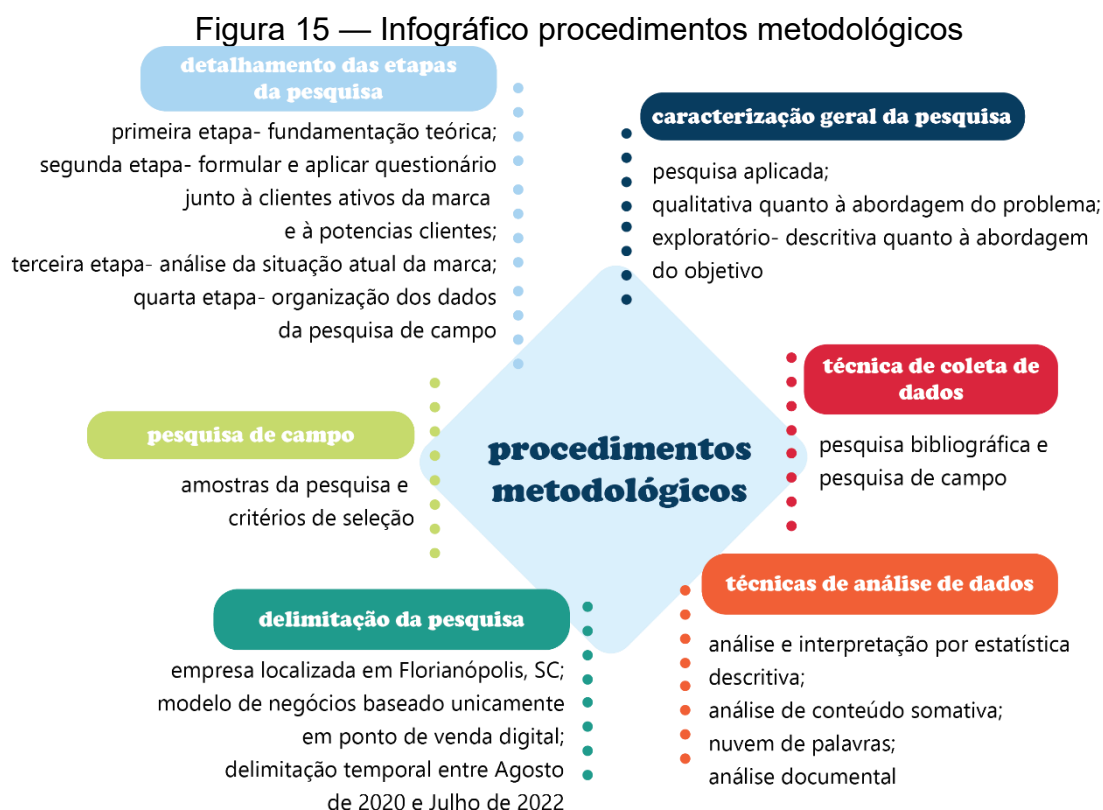 Figura 15 — Infográfico procedimentos metodológicos
detalhamento das etapas
da pesquisa
primeira etapa- fundamentação teórica;
segunda etapa- formular e aplicar questionário
junto à clientes ativos da marca
e à potencias clientes;
terceira etapa- análise da situação atual da marca;
quarta etapa- organização dos dados
da pesquisa de campo
caracterização geral da pesquisa
pesquisa aplicada;
qualitativa quanto à abordagem do problema;
exploratório- descritiva quanto à abordagem
do objetivo
técnica de coleta de
dados
pesquisa bibliográfica e
pesquisa de campo
pesquisa de campo
amostras da pesquisa e
critérios de seleção
procedimentos
metodológicos
delimitação da pesquisa
empresa localizada em Florianópolis, SC;
modelo de negócios baseado unicamente
em ponto de venda digital;
delimitação temporal entre Agosto
de 2020 e Julho de 2022
técnicas de análise de dados
análise e interpretação por estatística
descritiva;
análise de conteúdo somativa;
nuvem de palavras;
análise documental